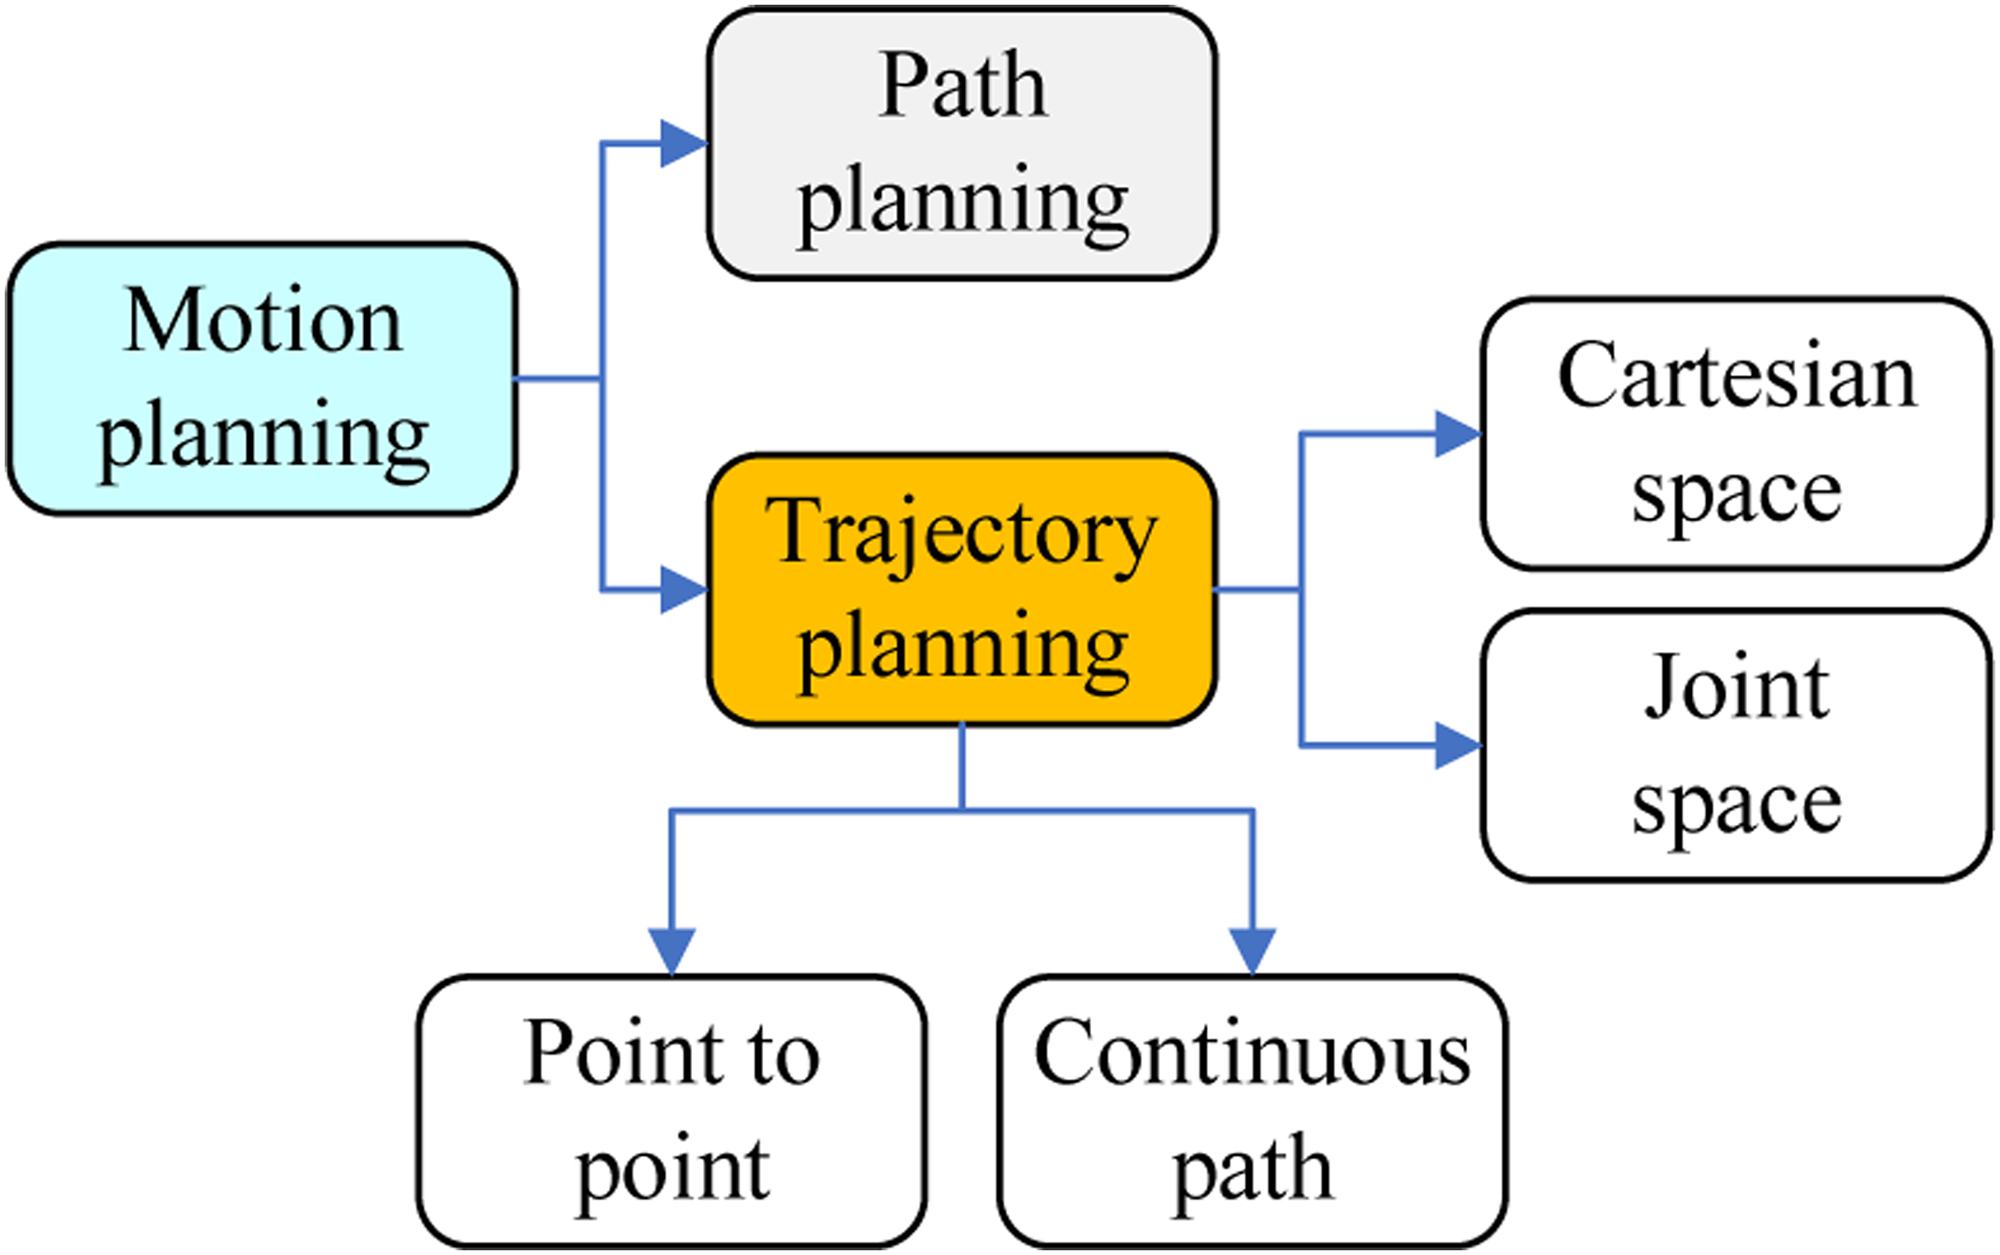 Path
planning
Motion
planning
Cartesian
space
Trajectory
planning
Joint
space
Point to
point
Continuous
path